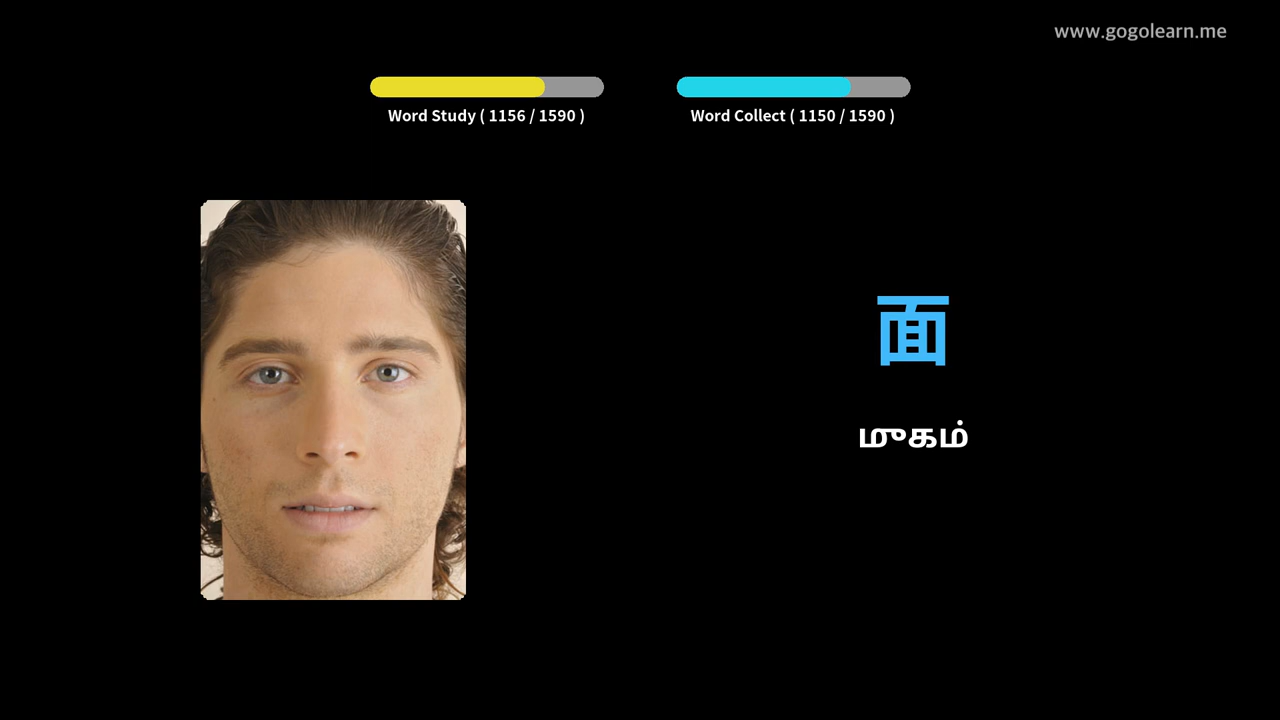 www.gogolearn.me
Word Study ( 1156 / 1590 )
Word Collect ( 1150 / 1590 )
面
முகம்